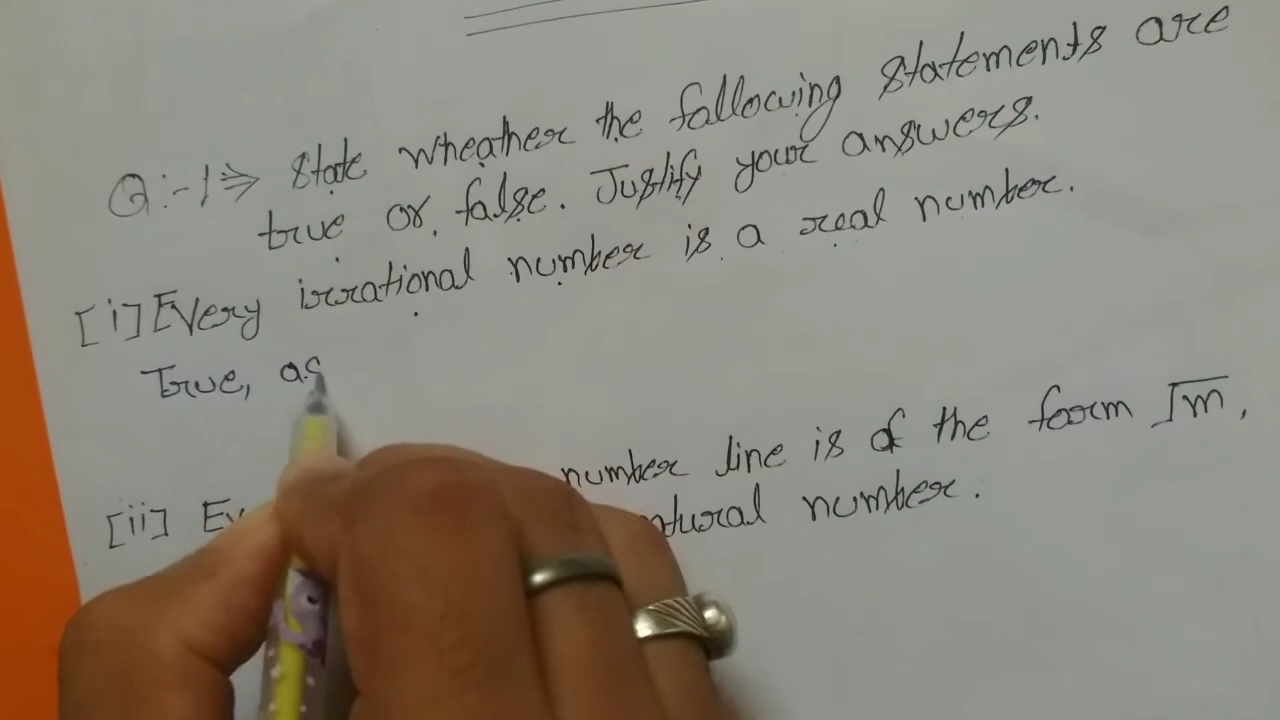 Q:-1⇒ State wheather the following statements are
true or false. Justify your answers.
[i] Every irrational number is a real number.
True, as
number line is of the form √m,
[ii] natural number.